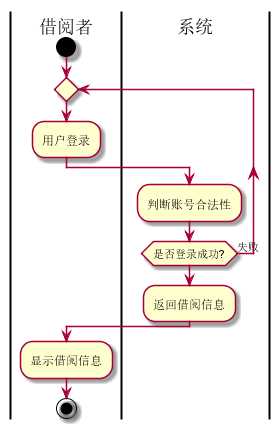 借阅者
系统
用户登录
判断账号合法性
是否登录成功?
失败
返回借阅信息
显示借阅信息